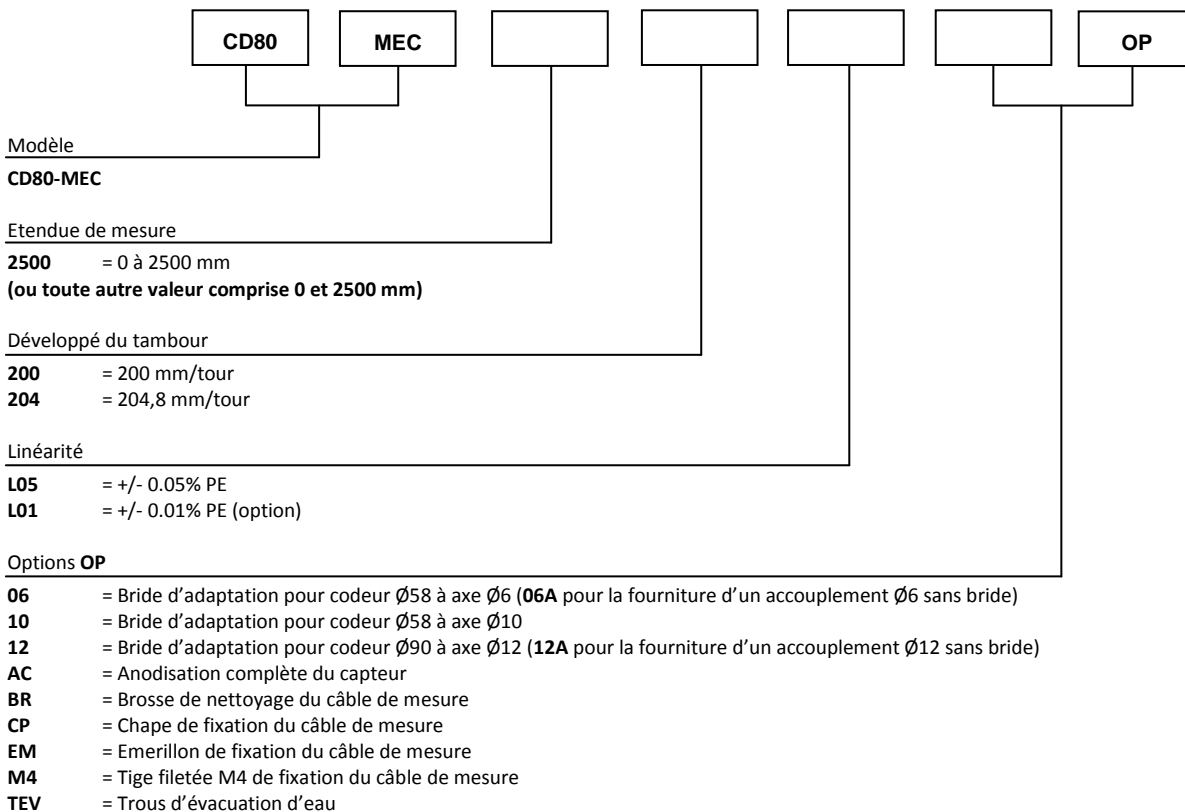 CD80 MEC OP
Modèle
CD80-MEC
Etendue de mesure
2500 = 0 à 2500 mm
(ou toute autre valeur comprise 0 et 2500 mm)
Développé du tambour
200 = 200 mm/tour
204 = 204,8 mm/tour
Linéarité
L05 = +/- 0.05% PE
L01 = +/- 0.01% PE (option)
Options OP
06 = Bride d’adaptation pour codeur Ø58 à axe Ø6 (06A pour la fourniture d’un accouplement Ø6 sans bride)
10 = Bride d’adaptation pour codeur Ø58 à axe Ø10
12 = Bride d’adaptation pour codeur Ø90 à axe Ø12 (12A pour la fourniture d’un accouplement Ø12 sans bride)
AC = Anodisation complète du capteur
BR = Brosse de nettoyage du câble de mesure
CP = Chape de fixation du câble de mesure
EM = Emerillon de fixation du câble de mesure
M4 = Tige filetée M4 de fixation du câble de mesure
TEV = Trous d’évacuation d’eau